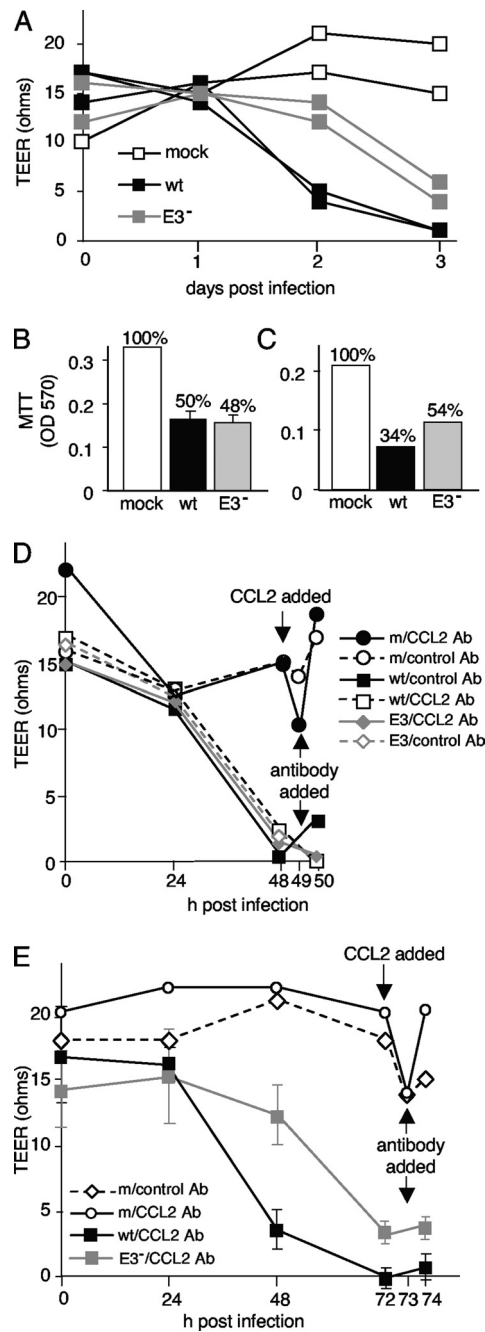 A
TEER (ohms)
20
15
10
5
0
mock
wt
E3⁻
0 1 2 3
days post infection
B
MTT
(OD 570)
0.3
0.2
0.1
0
100%
50%
48%
mock wt E3⁻
C
0.2
0.1
0
100%
34%
54%
mock wt E3⁻
D
TEER (ohms)
20
15
10
5
0
CCL2 added
antibody
added
m/CCL2 Ab
m/control Ab
wt/control Ab
wt/CCL2 Ab
E3/CCL2 Ab
E3/control Ab
0 24 48 49 50
h post infection
E
TEER (ohms)
20
15
10
5
0
CCL2 added
antibody
added
m/control Ab
m/CCL2 Ab
wt/CCL2 Ab
E3⁻/CCL2 Ab
0 24 48 72 73 74
h post infection